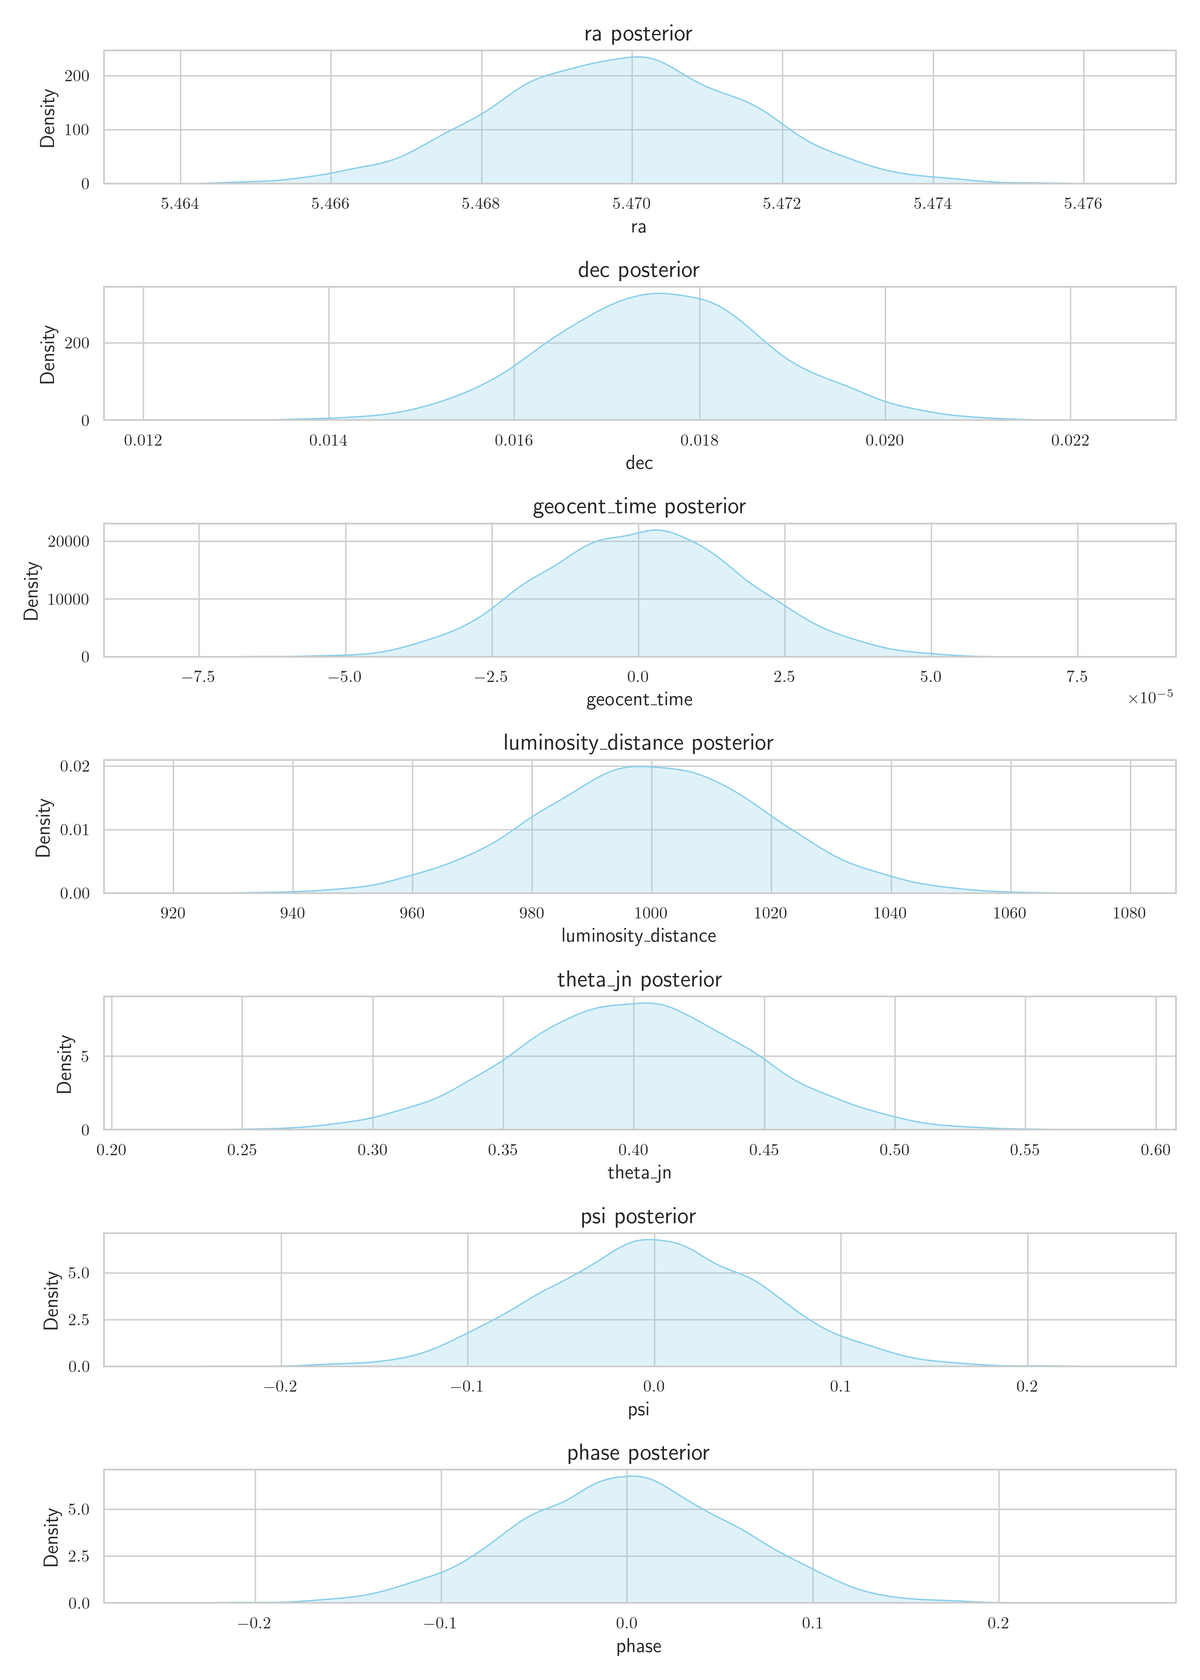 ra posterior
Density
200
100
0
5.464 5.466 5.468 5.470 5.472 5.474 5.476
ra
dec posterior
Density
200
0
0.012 0.014 0.016 0.018 0.020 0.022
dec
geocent_time posterior
Density
20000
10000
0
−7.5 −5.0 −2.5 0.0 2.5 5.0 7.5
×10⁻⁵
geocent_time
luminosity_distance posterior
Density
0.02
0.01
0.00
920 940 960 980 1000 1020 1040 1060 1080
luminosity_distance
theta_jn posterior
Density
5
0
0.20 0.25 0.30 0.35 0.40 0.45 0.50 0.55 0.60
theta_jn
psi posterior
Density
5.0
2.5
0.0
−0.2 −0.1 0.0 0.1 0.2
psi
phase posterior
Density
5.0
2.5
0.0
−0.2 −0.1 0.0 0.1 0.2
phase